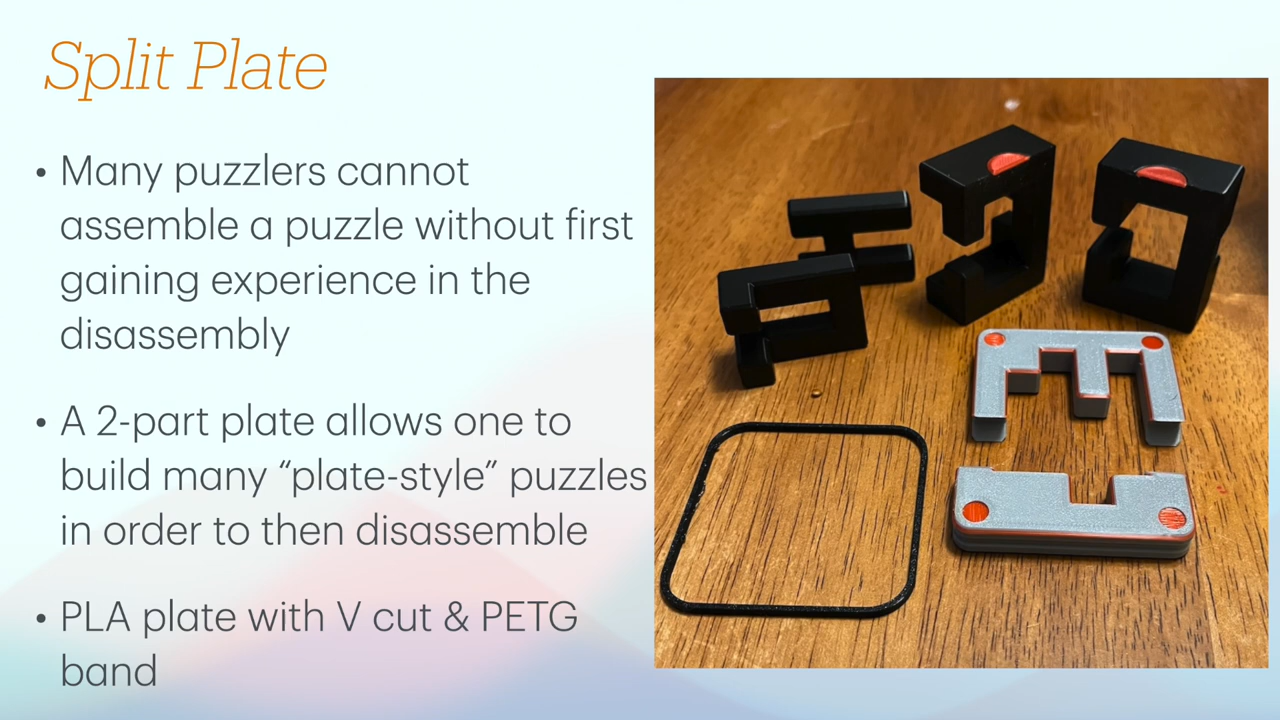 Split Plate
• Many puzzlers cannot
assemble a puzzle without first
gaining experience in the
disassembly
• A 2-part plate allows one to
build many “plate-style” puzzles
in order to then disassemble
• PLA plate with V cut & PETG
band